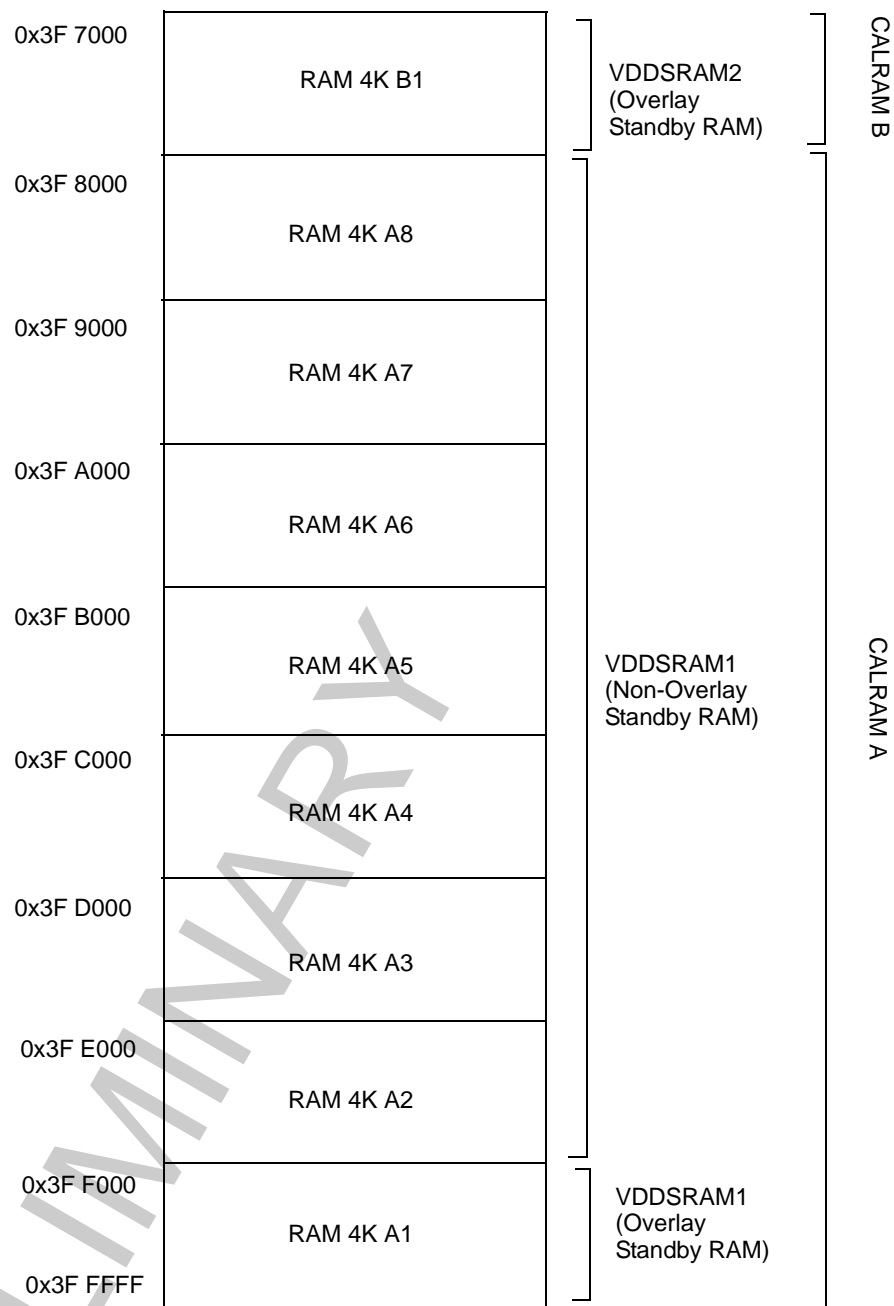 0x3F 7000
RAM 4K B1
VDDSRAM2
(Overlay
Standby RAM)
CALRAM B
0x3F 8000
RAM 4K A8
0x3F 9000
RAM 4K A7
0x3F A000
RAM 4K A6
0x3F B000
RAM 4K A5
VDDSRAM1
(Non-Overlay
Standby RAM)
CALRAM A
0x3F C000
RAM 4K A4
0x3F D000
RAM 4K A3
0x3F E000
RAM 4K A2
0x3F F000
RAM 4K A1
VDDSRAM1
(Overlay
Standby RAM)
0x3F FFFF
LIMINARY